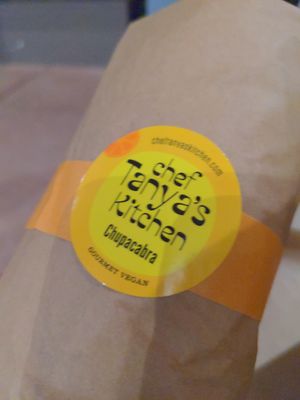 cheftanyaskitchen.com
chef
Tanya's
Kitchen
Chupacabra
GOURMET VEGAN